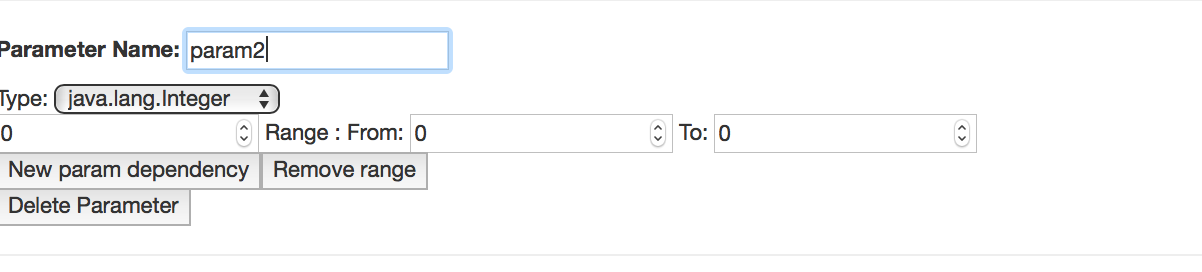 Parameter Name: param2
Type: java.lang.Integer
0 Range : From: 0 To: 0
New param dependency Remove range
Delete Parameter